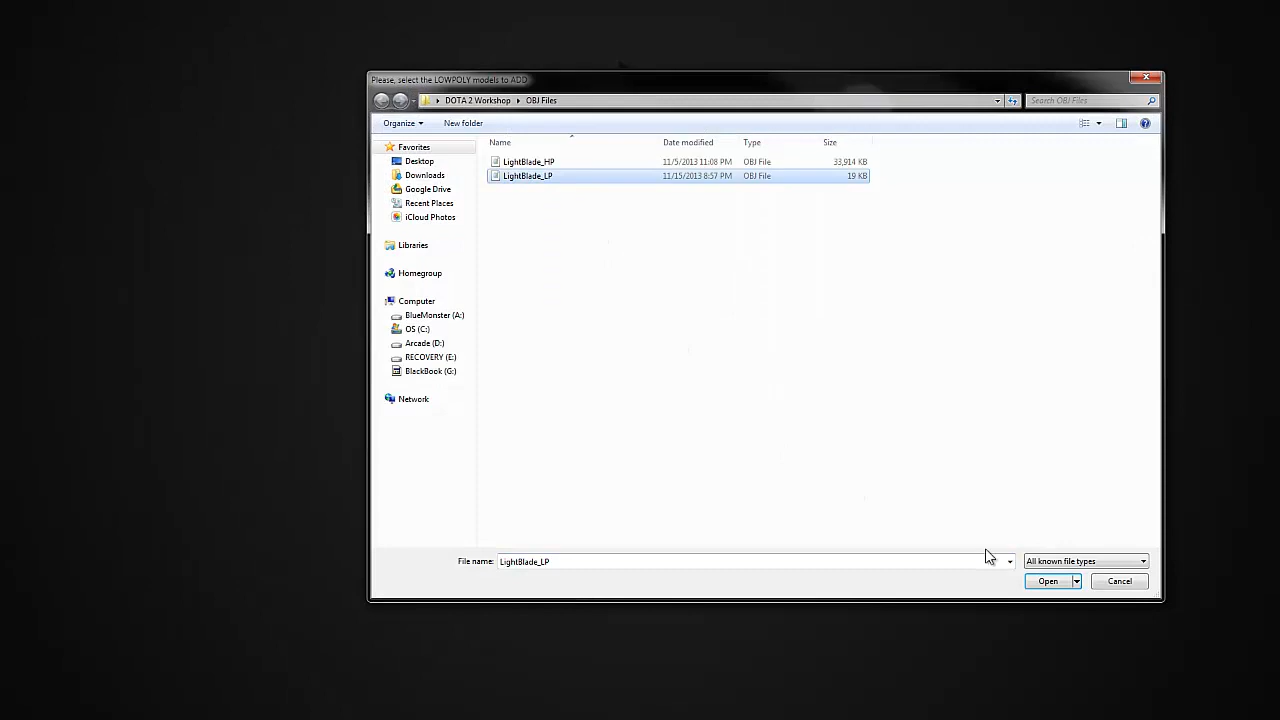 Please, select the LOWPOLY models to ADD
DOTA 2 Workshop OBJ Files
Search OBJ Files
Organize New folder
Name Date modified Type Size
LightBlade_HP 11/5/2013 11:08 PM OBJ File 33,914 KB
LightBlade_LP 11/15/2013 8:57 PM OBJ File 19 KB
Favorites
Desktop
Downloads
Google Drive
Recent Places
iCloud Photos
Libraries
Homegroup
Computer
BlueMonster (A:)
OS (C:)
Arcade (D:)
RECOVERY (E:)
BlackBook (G:)
Network
File name: LightBlade_LP All known file types
Open Cancel